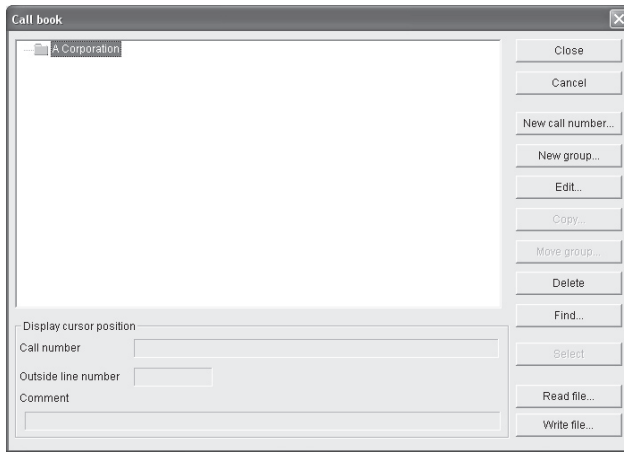 Call book
A Corporation
Close
Cancel
New call number...
New group...
Edit...
Copy...
Move group...
Delete
Find...
Select
Read file...
Write file...
Display cursor position
Call number
Outside line number
Comment